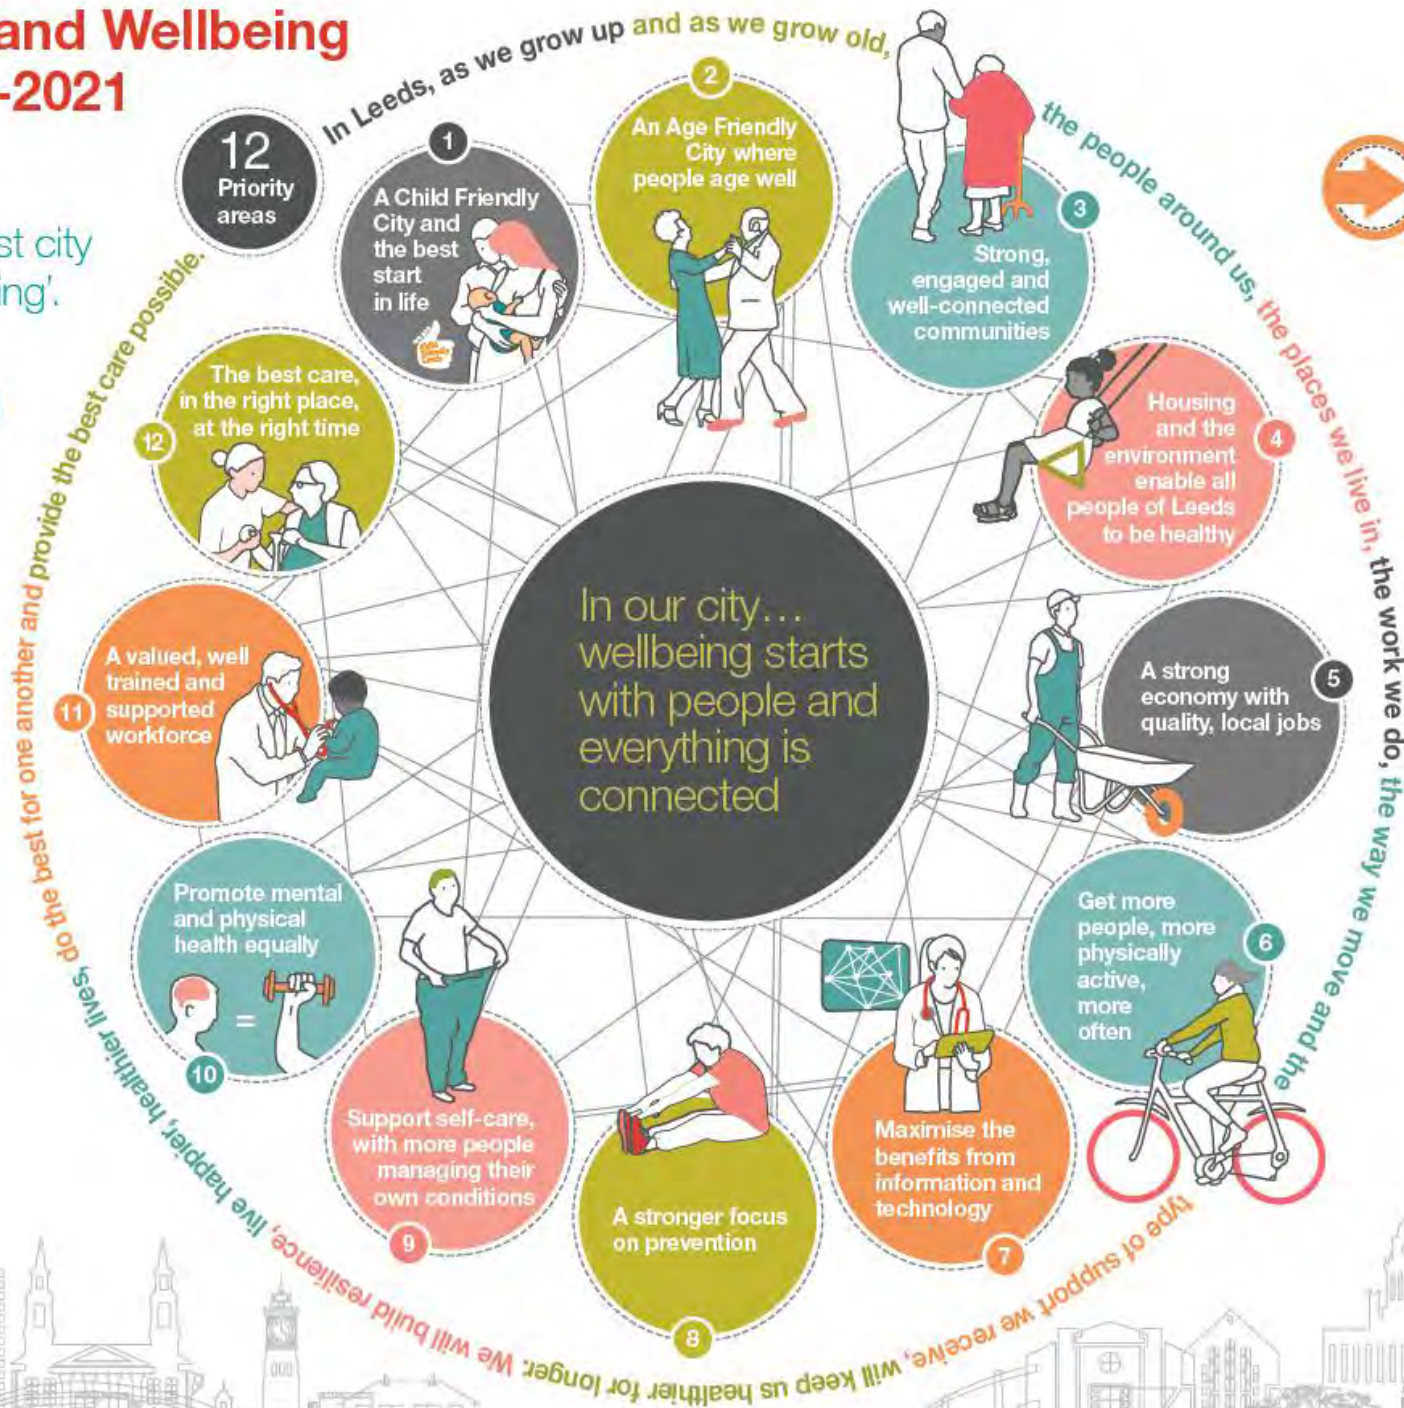 and Wellbeing
-2021
st city
ing’.
12
Priority
areas
In Leeds, as we grow up and as we grow old,
the people around us, the places we live in, the work we do, the way we move and the
type of support we receive, will keep us healthier for longer. We will build resilience, live happier, healthier lives, do the best for one another and provide the best care possible.
1
A Child Friendly
City and
the best
start
in life
2
An Age Friendly
City where
people age well
3
Strong,
engaged and
well-connected
communities
4
Housing
and the
environment
enable all
people of Leeds
to be healthy
5
A strong
economy with
quality, local jobs
6
Get more
people, more
physically
active,
more
often
7
Maximise the
benefits from
information and
technology
8
A stronger focus
on prevention
9
Support self-care,
with more people
managing their
own conditions
10
Promote mental
and physical
health equally
=
11
A valued, well
trained and
supported
workforce
12
The best care,
in the right place,
at the right time
In our city…
wellbeing starts
with people and
everything is
connected